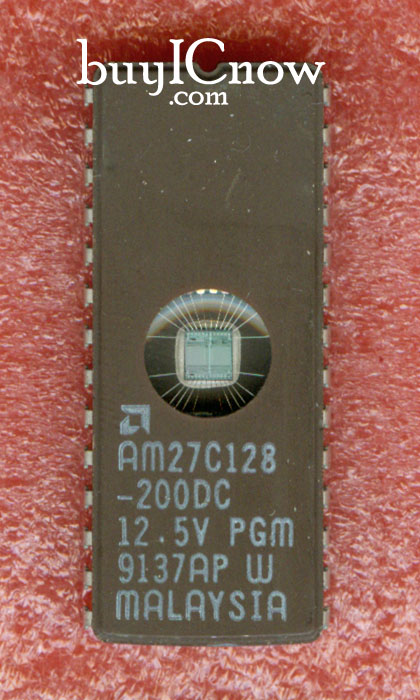 buyICnow
.com
AM27C128
-200DC
12.5V PGM
9137AP W
MALAYSIA